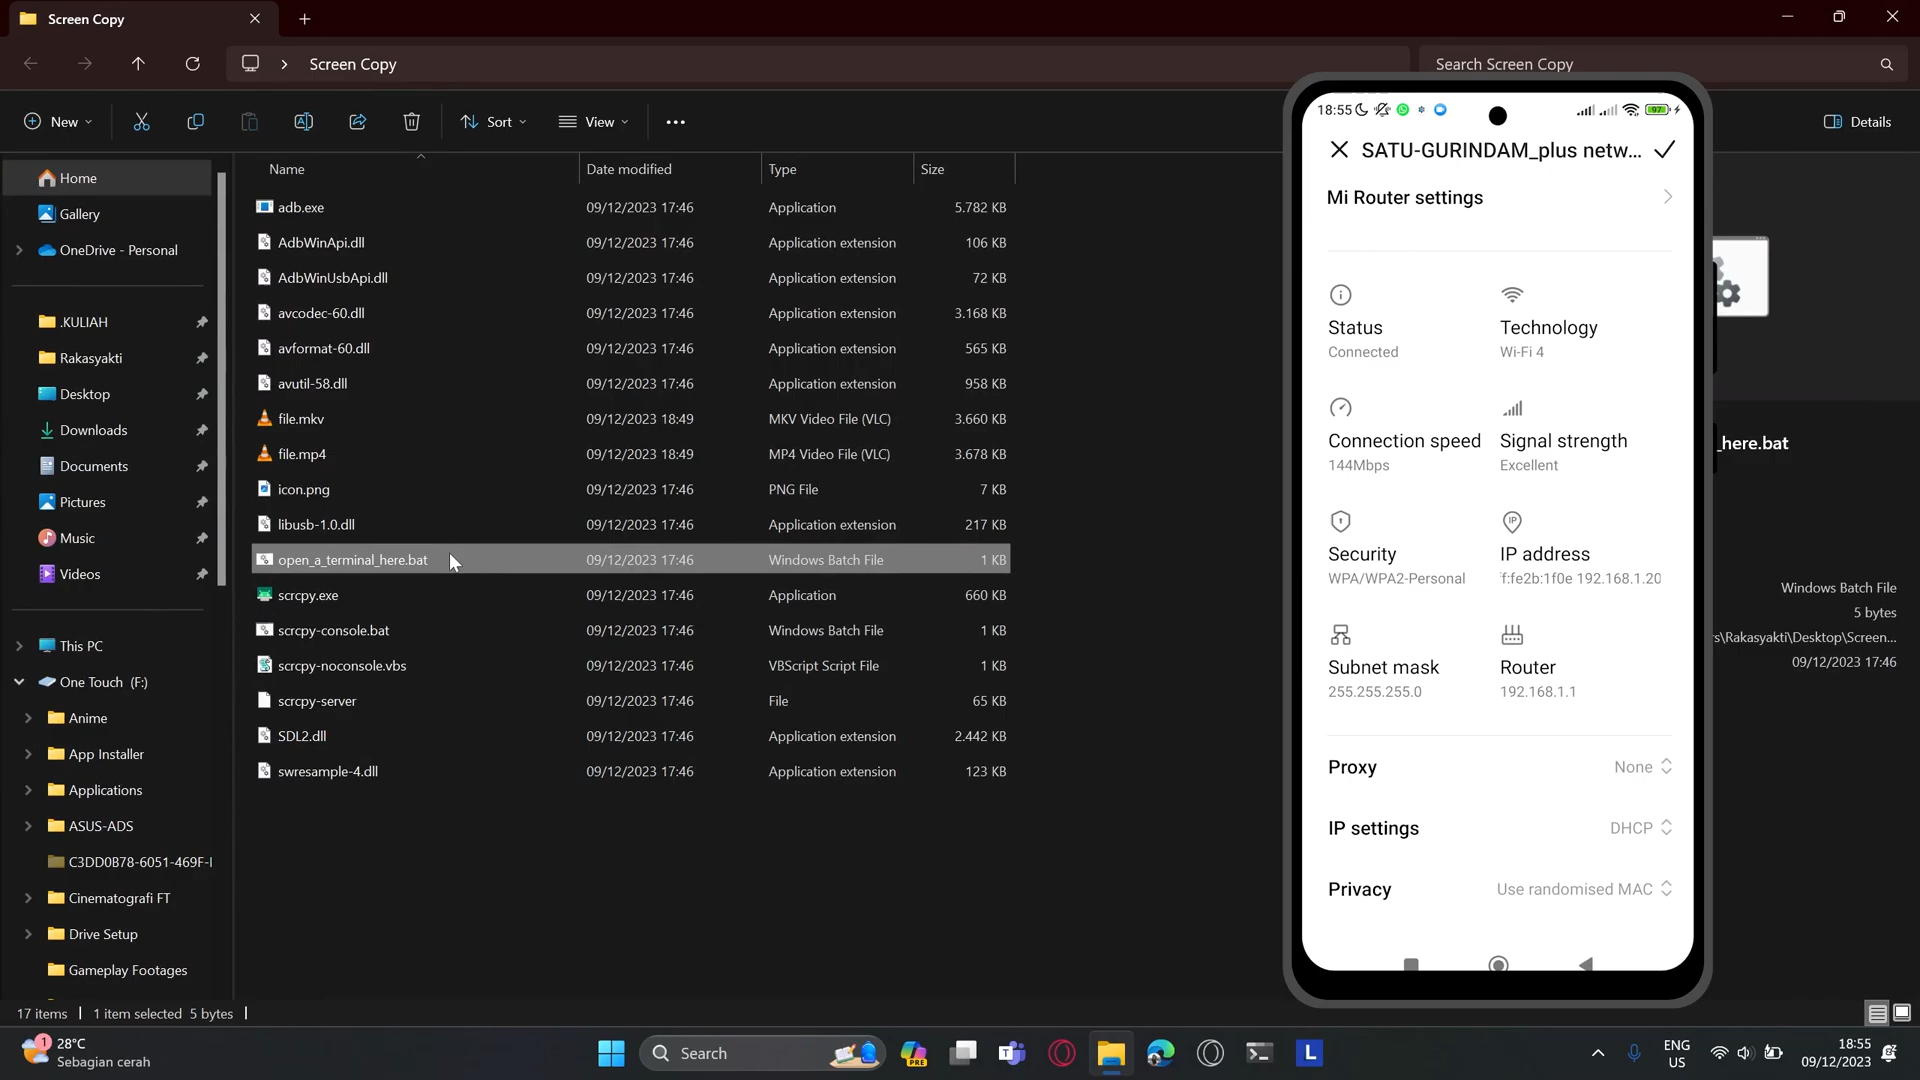 Screen Copy
Screen Copy
Search Screen Copy
New
Sort
View
Details
Home
Gallery
OneDrive - Personal
.KULIAH
Rakasyakti
Desktop
Downloads
Documents
Pictures
Music
Videos
This PC
One Touch (F:)
Anime
App Installer
Applications
ASUS-ADS
C3DD0B78-6051-469F-
Cinematografi FT
Drive Setup
Gameplay Footages
Name Date modified Type Size
adb.exe 09/12/2023 17:46 Application 5.782 KB
AdbWinApi.dll 09/12/2023 17:46 Application extension 106 KB
AdbWinUsbApi.dll 09/12/2023 17:46 Application extension 72 KB
avcodec-60.dll 09/12/2023 17:46 Application extension 3.168 KB
avformat-60.dll 09/12/2023 17:46 Application extension 565 KB
avutil-58.dll 09/12/2023 17:46 Application extension 958 KB
file.mkv 09/12/2023 18:49 MKV Video File (VLC) 3.660 KB
file.mp4 09/12/2023 18:49 MP4 Video File (VLC) 3.678 KB
icon.png 09/12/2023 17:46 PNG File 7 KB
libusb-1.0.dll 09/12/2023 17:46 Application extension 217 KB
open_a_terminal_here.bat 09/12/2023 17:46 Windows Batch File 1 KB
scrcpy.exe 09/12/2023 17:46 Application 660 KB
scrcpy-console.bat 09/12/2023 17:46 Windows Batch File 1 KB
scrcpy-noconsole.vbs 09/12/2023 17:46 VBScript Script File 1 KB
scrcpy-server 09/12/2023 17:46 File 65 KB
SDL2.dll 09/12/2023 17:46 Application extension 2.442 KB
swresample-4.dll 09/12/2023 17:46 Application extension 123 KB
18:55 97
SATU-GURINDAM_plus netw...
Mi Router settings
Status Technology
Connected Wi-Fi 4
Connection speed Signal strength
144Mbps Excellent
Security IP address
WPA/WPA2-Personal f:fe2b:1f0e 192.168.1.20
Subnet mask Router
255.255.255.0 192.168.1.1
Proxy None
IP settings DHCP
Privacy Use randomised MAC
_here.bat
Windows Batch File
5 bytes
s\Rakasyakti\Desktop\Screen...
09/12/2023 17:46
17 items 1 item selected 5 bytes
1
28°C
Sebagian cerah
Search
PRE
L
ENG
US
18:55
09/12/2023